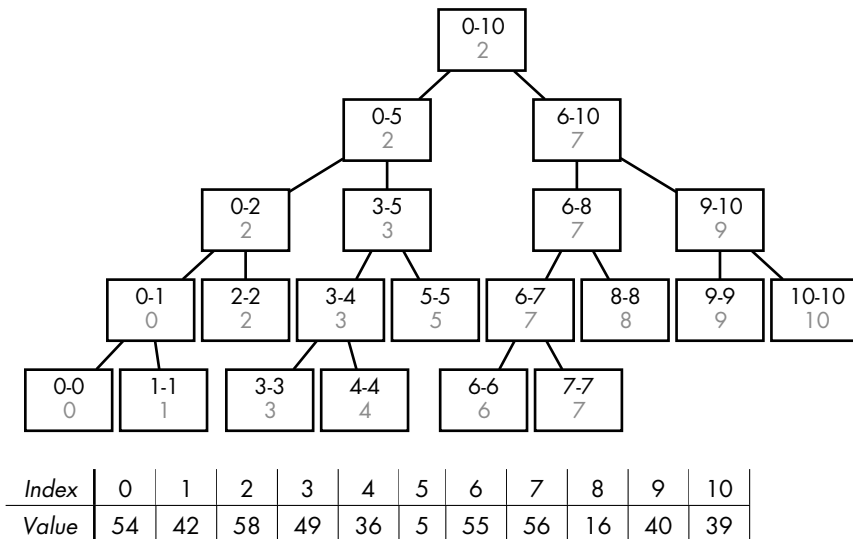 0-10
2
0-5 6-10
2 7
0-2 3-5 6-8 9-10
2 3 7 9
0-1 2-2 3-4 5-5 6-7 8-8 9-9 10-10
0 2 3 5 7 8 9 10
0-0 1-1 3-3 4-4 6-6 7-7
0 1 3 4 6 7
Index 0 1 2 3 4 5 6 7 8 9 10
Value 54 42 58 49 36 5 55 56 16 40 39